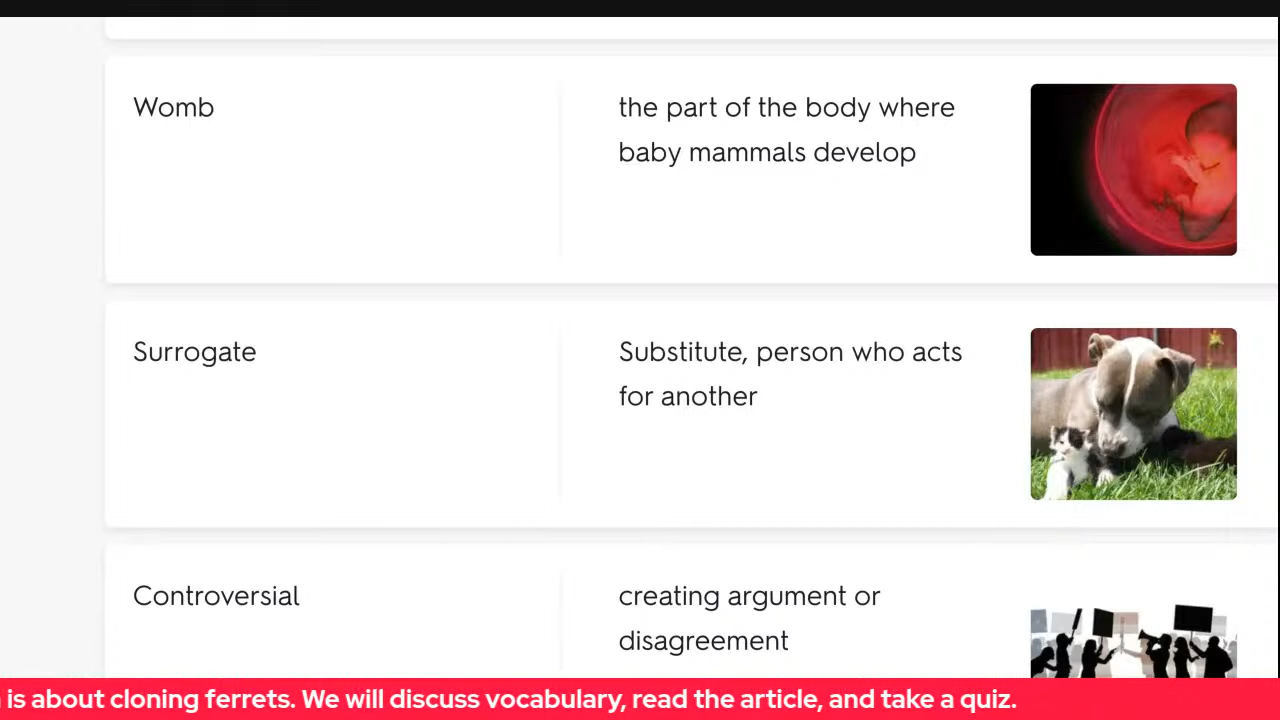 Womb
the part of the body where
baby mammals develop
Surrogate
Substitute, person who acts
for another
Controversial
creating argument or
disagreement
is about cloning ferrets. We will discuss vocabulary, read the article, and take a quiz.